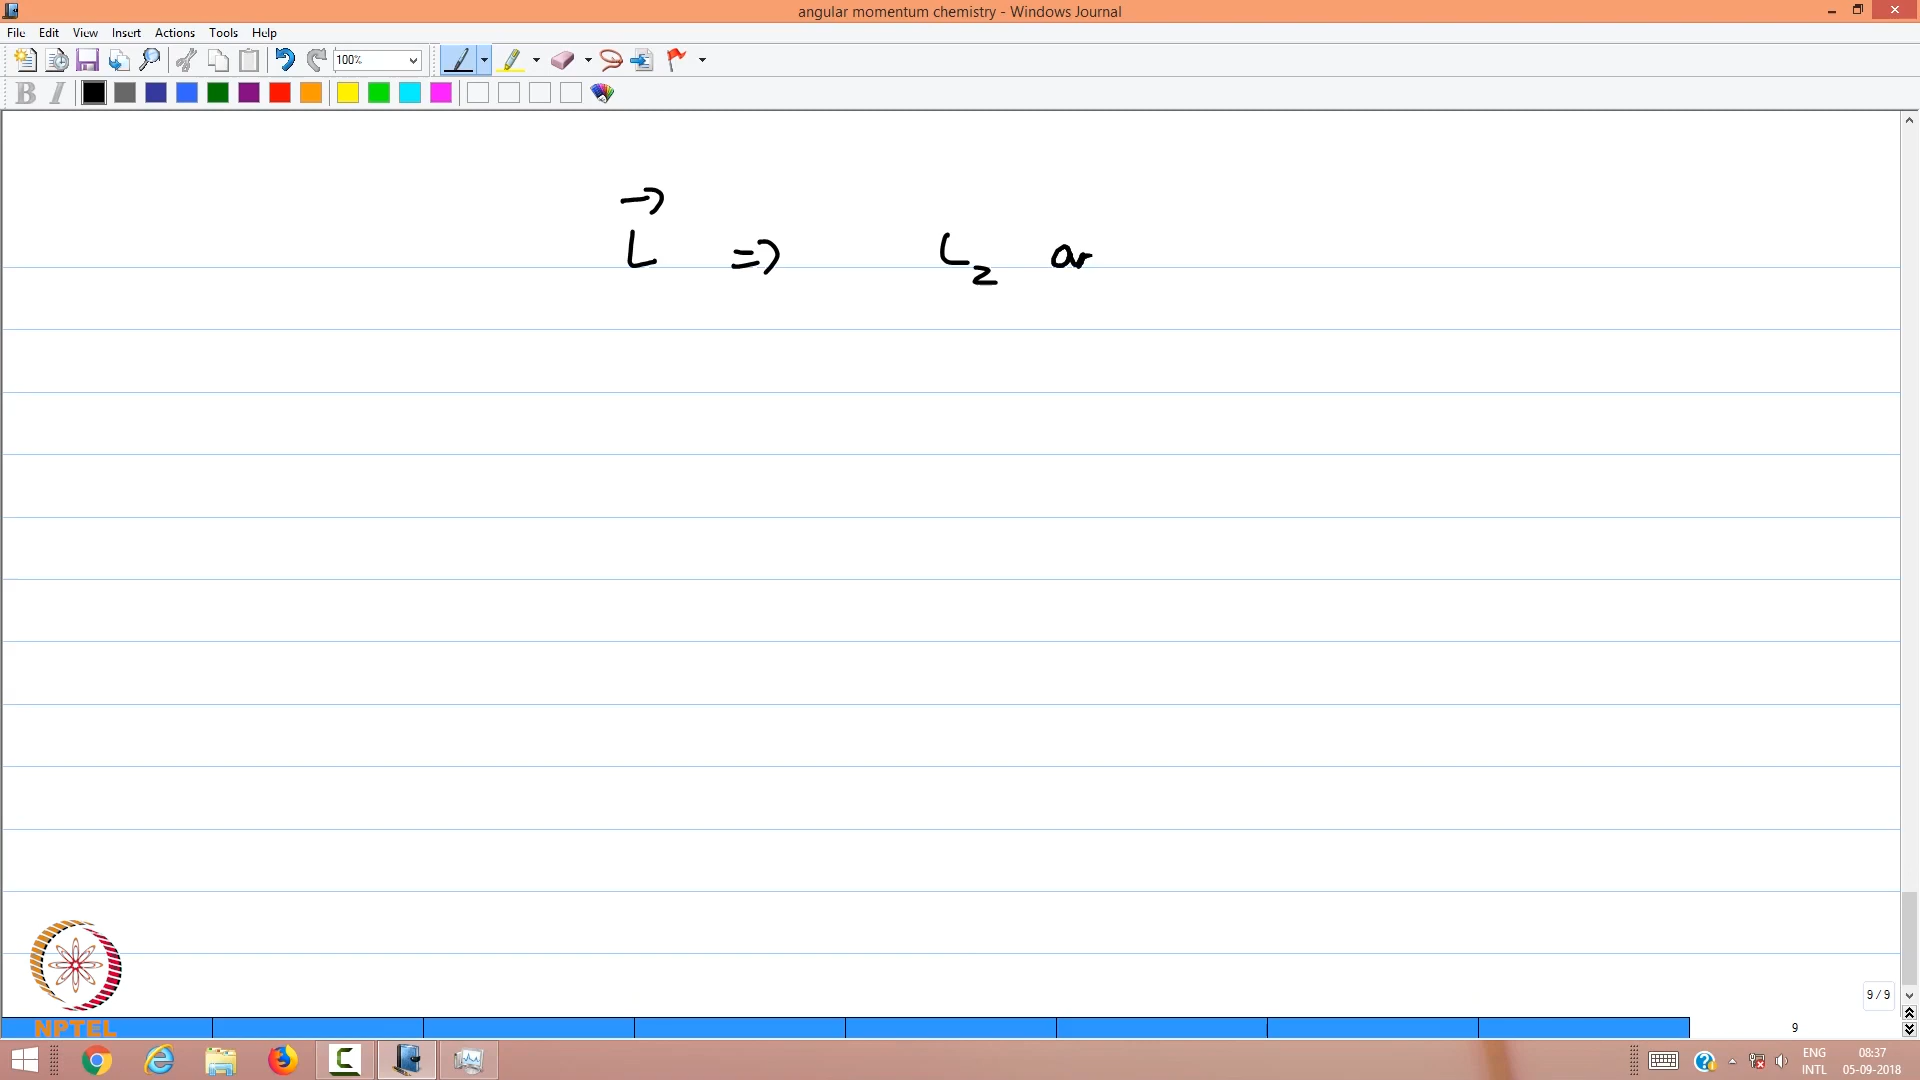 angular momentum chemistry - Windows Journal
File Edit View Insert Actions Tools Help
100%
B I
→
L ⇒ L₂ or
9 / 9
NPTEL
9
ENG 08:37
INTL 05-09-2018